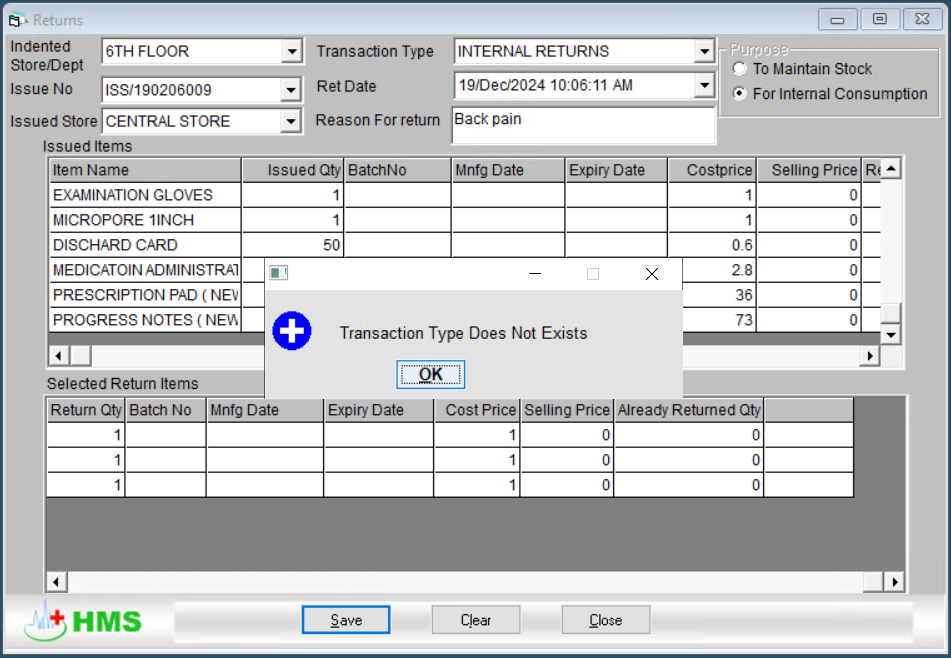 Returns
Indented Store/Dept
6TH FLOOR
Transaction Type
INTERNAL RETURNS
Purpose
To Maintain Stock
For Internal Consumption
Issue No
ISS/190206009
Ret Date
19/Dec/2024 10:06:11 AM
Issued Store
CENTRAL STORE
Reason For return
Back pain
Issued Items
Item Name Issued Qty BatchNo Mnfg Date Expiry Date Costprice Selling Price Re
EXAMINATION GLOVES 1 1 0
MICROPORE 1INCH 1 1 0
DISCHARD CARD 50 0.6 0
MEDICATOIN ADMINISTRAT 2.8 0
PRESCRIPTION PAD ( NEW 36 0
PROGRESS NOTES ( NEW 73 0
Transaction Type Does Not Exists
OK
Selected Return Items
Return Qty Batch No Mnfg Date Expiry Date Cost Price Selling Price Already Returned Qty
1 1 0 0
1 1 0 0
1 1 0 0
HMS
Save
Clear
Close